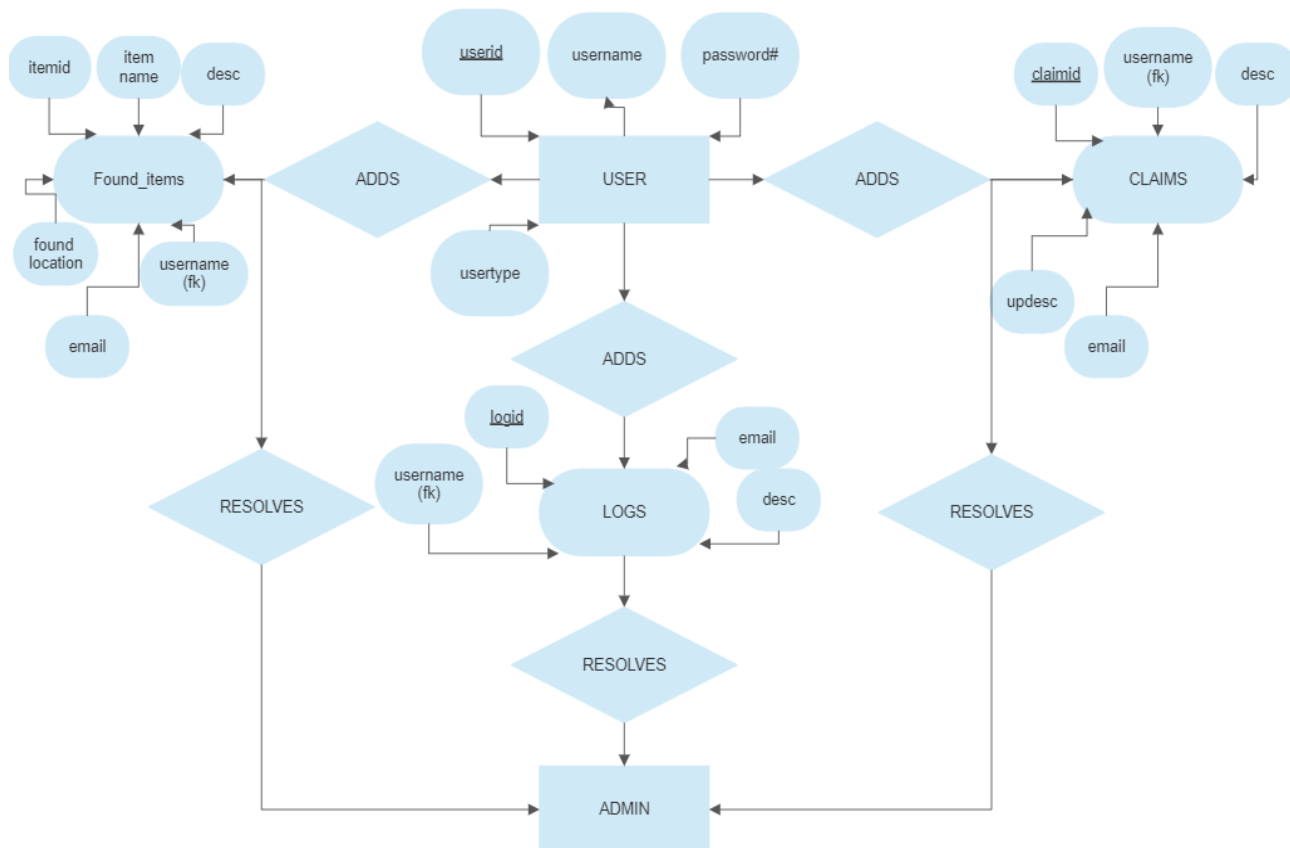 userid
username
password#
itemid
item
name
desc
claimid
username
(fk)
desc
Found_items
ADDS
USER
ADDS
CLAIMS
found
location
username
(fk)
usertype
updesc
email
email
ADDS
logid
email
username
(fk)
desc
RESOLVES
LOGS
RESOLVES
RESOLVES
ADMIN